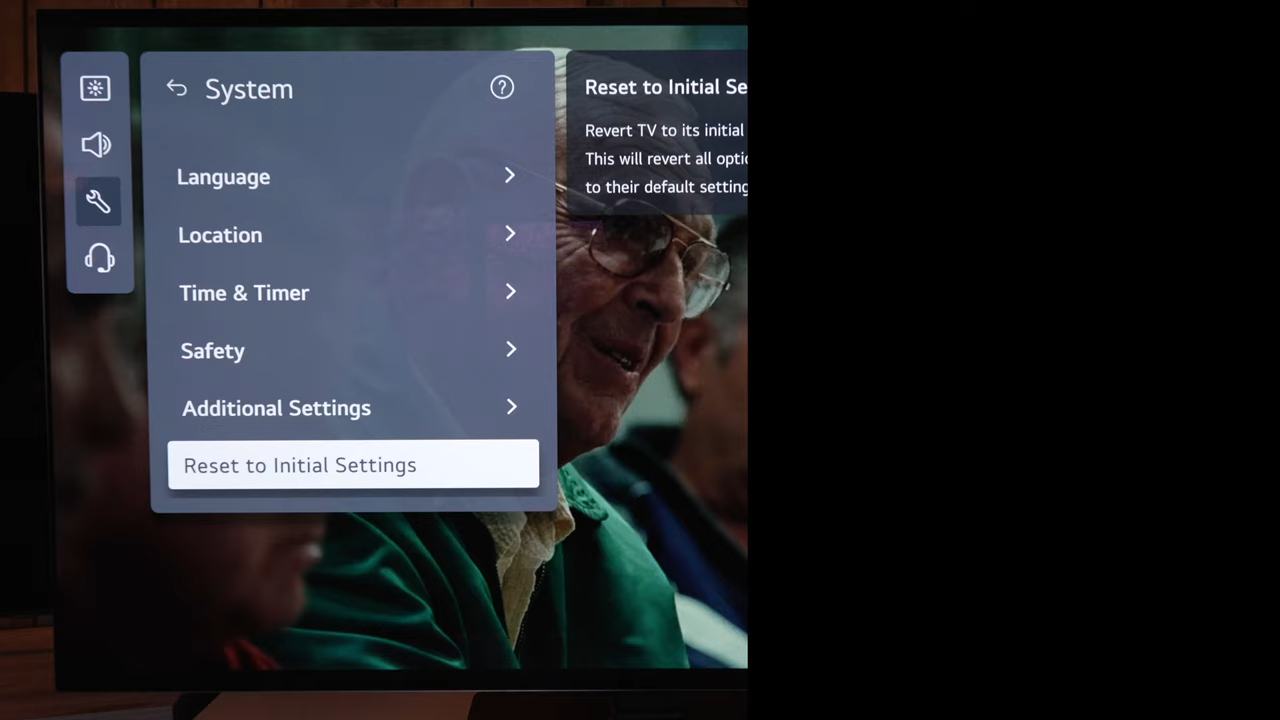 System
Language
Location
Time & Timer
Safety
Additional Settings
Reset to Initial Settings
Reset to Initial Se
Revert TV to its initial
This will revert all optic
to their default setting